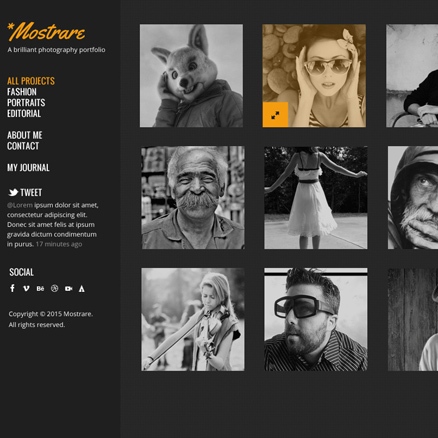 *Mostrare
A brilliant photography portfolio
ALL PROJECTS
FASHION
PORTRAITS
EDITORIAL
ABOUT ME
CONTACT
MY JOURNAL
TWEET
@Lorem ipsum dolor sit amet,
consectetur adipiscing elit.
Donec sit amet felis at ipsum
gravida dictum condimentum
in purus. 17 minutes ago
SOCIAL
Bē
Copyright © 2015 Mostrare.
All rights reserved.